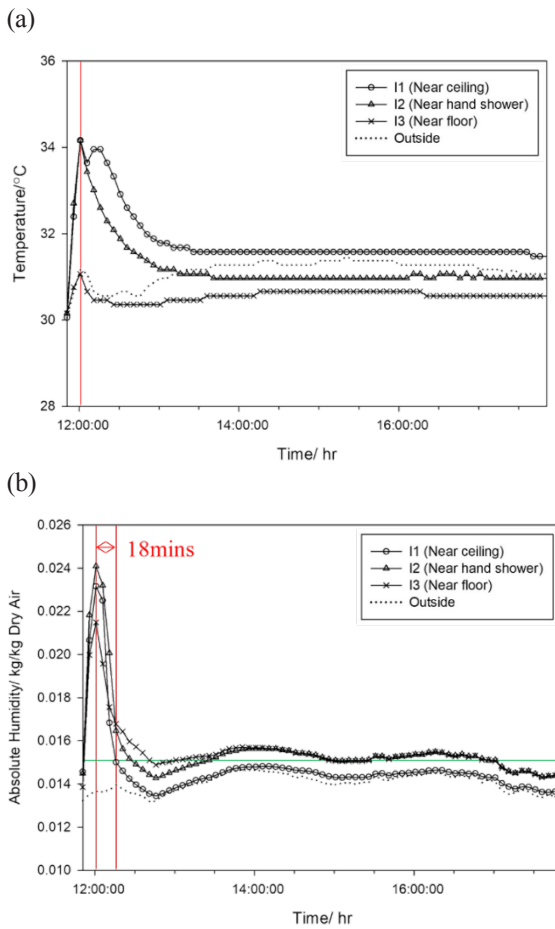 (a)
36
34
32
30
28
Temperature/°C
I1 (Near ceiling)
I2 (Near hand shower)
I3 (Near floor)
Outside
12:00:00 14:00:00 16:00:00
Time/ hr
(b)
0.026
0.024
0.022
0.020
0.018
0.016
0.014
0.012
0.010
Absolute Humidity/ kg/kg Dry Air
18mins
I1 (Near ceiling)
I2 (Near hand shower)
I3 (Near floor)
Outside
12:00:00 14:00:00 16:00:00
Time/ hr